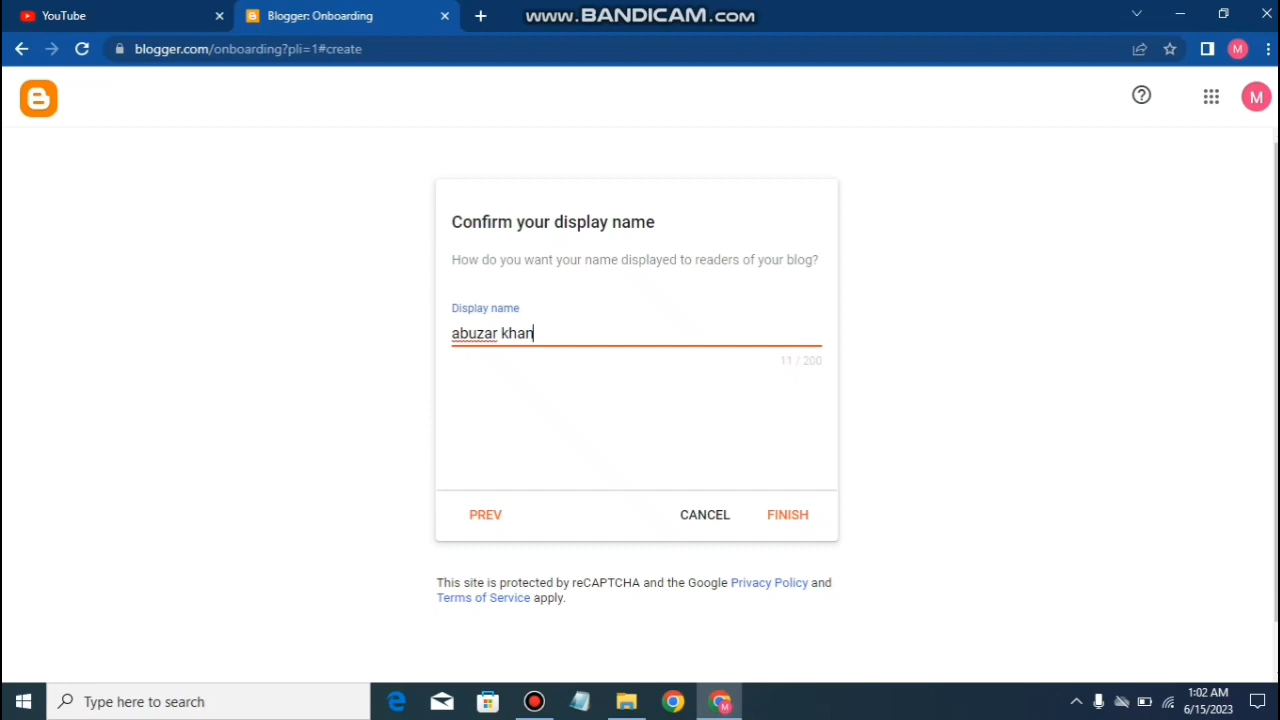 YouTube
Blogger: Onboarding
www.BANDICAM.com
blogger.com/onboarding?pli=1#create
M
M
Confirm your display name
How do you want your name displayed to readers of your blog?
Display name
abuzar khan
11 / 200
PREV
CANCEL
FINISH
This site is protected by reCAPTCHA and the Google Privacy Policy and
Terms of Service apply.
Type here to search
M
1:02 AM
6/15/2023